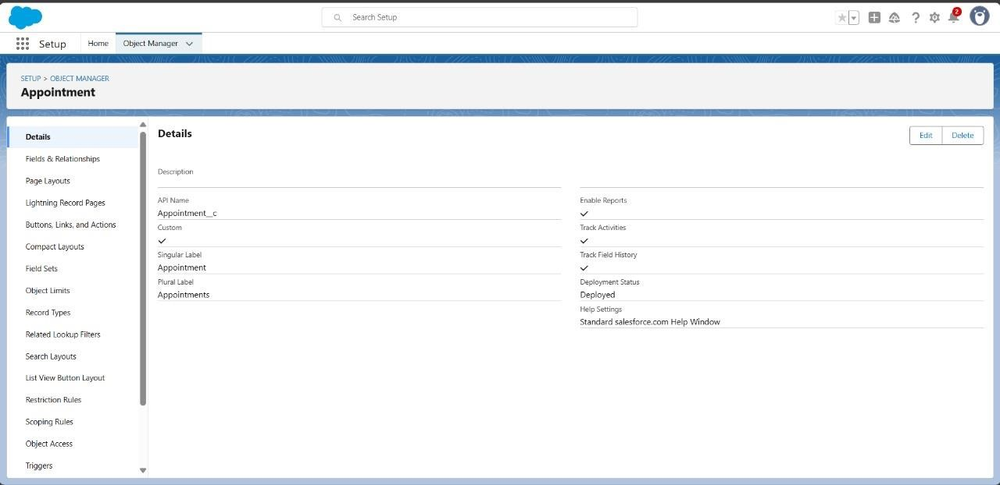 Search Setup
2
Setup
Home
Object Manager
SETUP > OBJECT MANAGER
Appointment
Details
Fields & Relationships
Page Layouts
Lightning Record Pages
Buttons, Links, and Actions
Compact Layouts
Field Sets
Object Limits
Record Types
Related Lookup Filters
Search Layouts
List View Button Layout
Restriction Rules
Scoping Rules
Object Access
Triggers
Details
Edit
Delete
Description
API Name
Appointment__c
Custom
Singular Label
Appointment
Plural Label
Appointments
Enable Reports
Track Activities
Track Field History
Deployment Status
Deployed
Help Settings
Standard salesforce.com Help Window